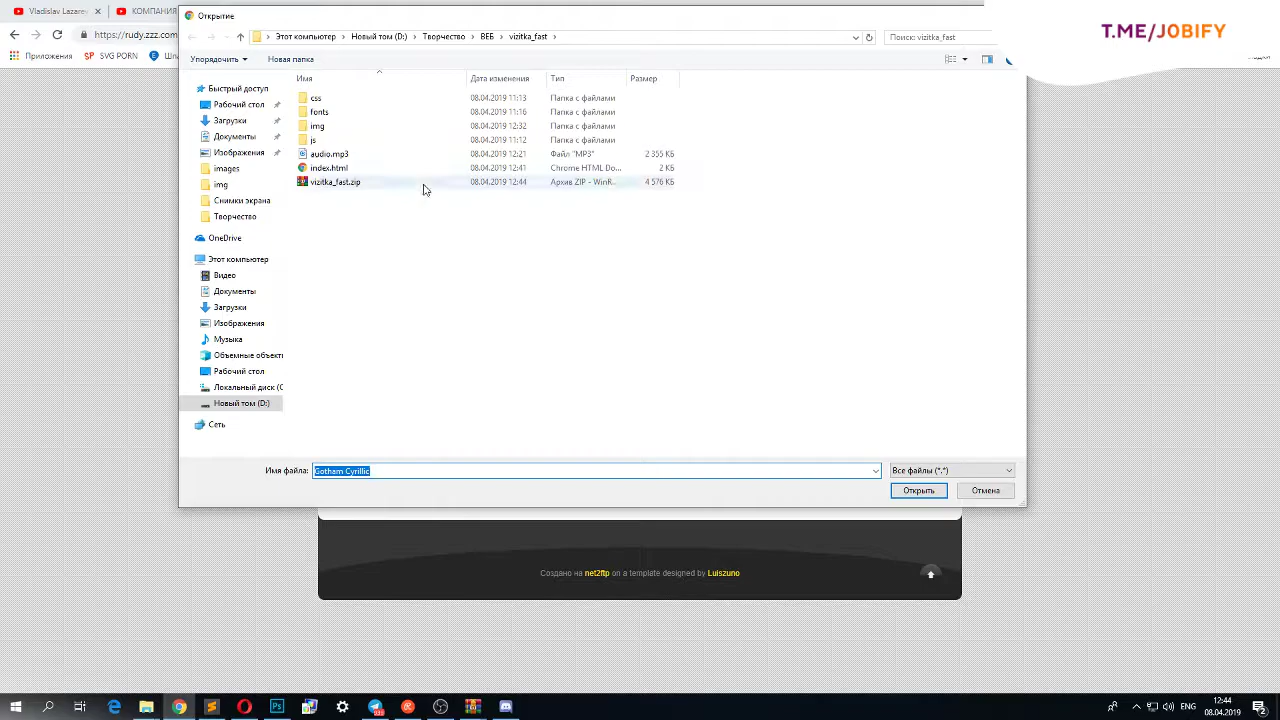 Открытие
T.ME/JOBIFY
Vladislav Lazarev
КОМПАНИЯ
https://rudy.zzz.com
Этот компьютер > Новый том (D:) > Творчество > ВЕБ > vizitka_fast >
Поиск: vizitka_fast
Приложения
SVG PORN
Упорядочить
Новая папка
Имя Дата изменения Тип Размер
css 08.04.2019 11:13 Папка с файлами
fonts 08.04.2019 11:16 Папка с файлами
img 08.04.2019 12:32 Папка с файлами
js 08.04.2019 11:12 Папка с файлами
audio.mp3 08.04.2019 12:21 Файл "MP3" 2 355 КБ
index.html 08.04.2019 12:41 Chrome HTML Do... 2 КБ
vizitka_fast.zip 08.04.2019 12:44 Архив ZIP - WinR... 4 576 КБ
Быстрый доступ
Рабочий стол
Загрузки
Документы
Изображения
images
img
Снимки экрана
Творчество
OneDrive
Этот компьютер
Видео
Документы
Загрузки
Изображения
Музыка
Объемные объекты
Рабочий стол
Локальный диск (C
Новый том (D:)
Сеть
Имя файла:
Gotham Cyrillic
Все файлы (*.*)
Открыть
Отмена
Создано на net2ftp on a template designed by Luiszuno
ENG
12:44
08.04.2019